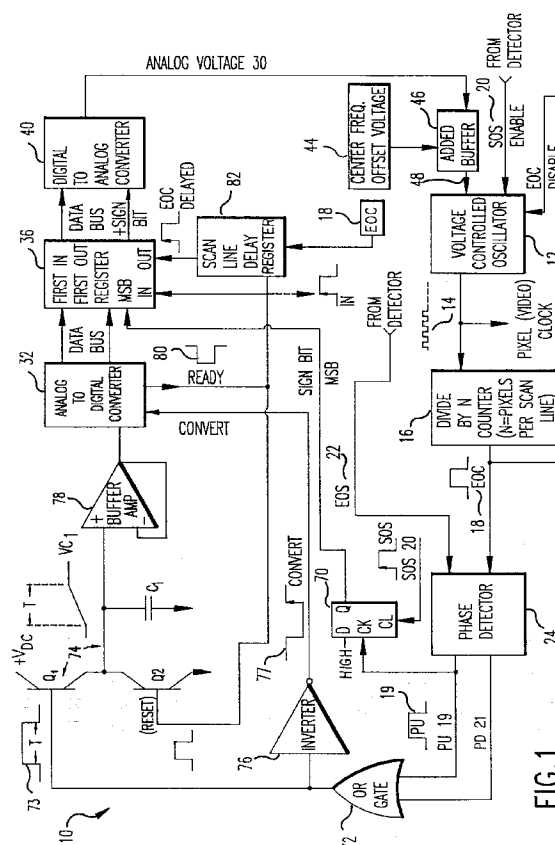 ANALOG VOLTAGE 30
40
DIGITAL
TO ANALOG
CONVERTER
DATA
BUS
+SIGN
BIT
36
FIRST IN
FIRST OUT
REGISTER
MSB
IN
OUT
EOC
DELAYED
82
SCAN
LINE DELAY
REGISTER
18
EOC
44
CENTER FREQ.
OFFSET VOLTAGE
46
ADDED
BUFFER
48
SOS
ENABLE
20
FROM
DETECTOR
VOLTAGE
CONTROLLED
OSCILLATOR
12
EOC
14
PIXEL (VIDEO)
CLOCK
IN
FROM
DETECTOR
32
ANALOG
TO DIGITAL
CONVERTER
DATA
BUS
80
READY
CONVERT
SIGN BIT
MSB
16
DIVIDE
BY N
COUNTER
(N=PIXELS
PER SCAN
LINE)
EOS
22
18
EOC
78
+
BUFFER
AMP
-
VC1
T
C1
+VDC
Q1
74
Q2
(RESET)
73
T
77
CONVERT
76
INVERTER
70
HIGH
D
Q
CK
CL
SOS
SOS 20
PHASE
DETECTOR
24
19
PU
PU 19
PD 21
OR
GATE
72
10
FIG. 1